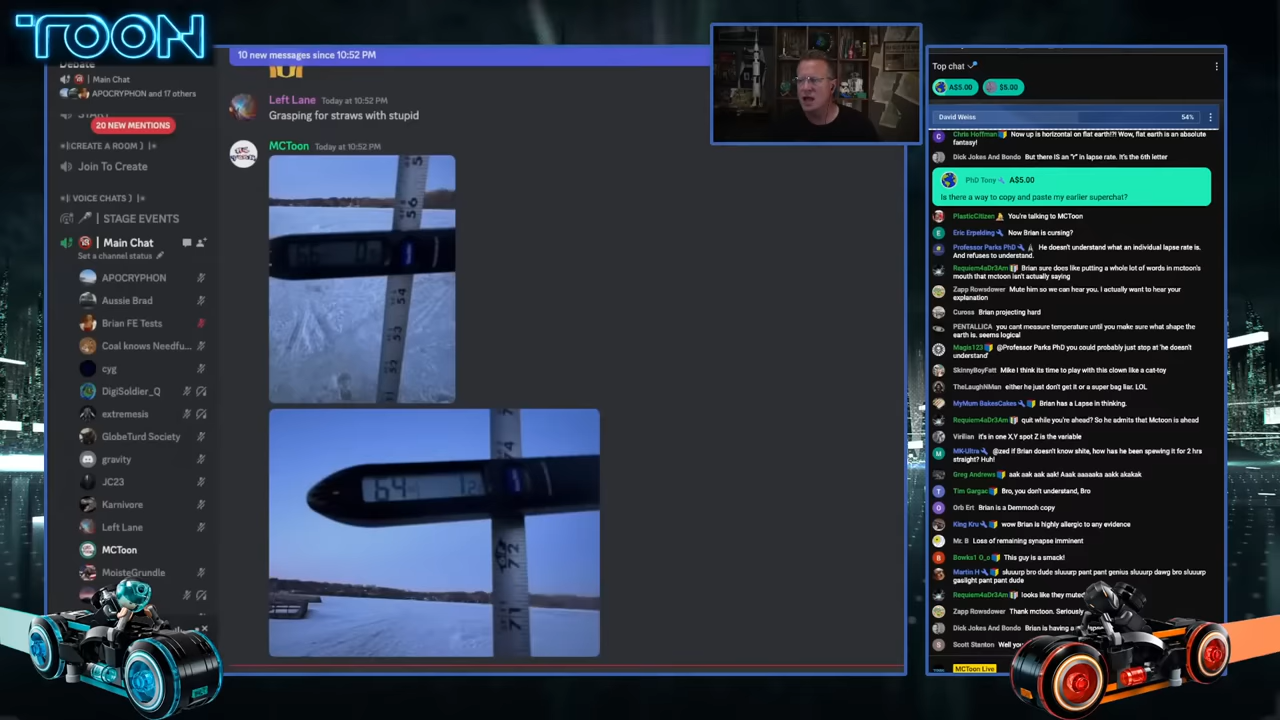 TOON
Debate
Main Chat
APOCRYPHON and 17 others
START
20 NEW MENTIONS
CREATE A ROOM
Join To Create
VOICE CHATS
STAGE EVENTS
Main Chat
Set a channel status
APOCRYPHON
Aussie Brad
Brian FE Tests
Coal knows Needfu...
cyg
DigiSoldier_Q
extremesis
GlobeTurd Society
gravity
JC23
Karnivore
Left Lane
MCToon
MoisteGrundle
10 new messages since 10:52 PM
Left Lane Today at 10:52 PM
Grasping for straws with stupid
MCToon Today at 10:52 PM
56
54
53
52
64
74
72
71
Top chat
A$5.00 $5.00
David Weiss 54%
Chris Hoffman Now up is horizontal on flat earth?!? Wow, flat earth is an absolute
fantasy!
Dick Jokes And Bondo But there IS an "r" in lapse rate. It's the 6th letter
PhD Tony A$5.00
Is there a way to copy and paste my earlier superchat?
PlasticCitizen You're talking to MCToon
Eric Erpelding Now Brian is cursing?
Professor Parks PhD He doesn't understand what an individual lapse rate is.
And refuses to understand.
Requiem4aDr3Am Brian sure does like putting a whole lot of words in mctoon's
mouth that mctoon isn't actually saying
Zapp Rowsdower Mute him so we can hear you. I actually want to hear your
explanation
Cuross Brian projecting hard
PENTALLICA you cant measure temperature until you make sure what shape the
earth is. seems logical
Magis123 @Professor Parks PhD you could probably just stop at 'he doesn't
understand'
SkinnyBoyFatt Mike I think its time to play with this clown like a cat-toy
TheLaughNMan either he just don't get it or a super bag liar. LOL
MyMum BakesCakes Brian has a Lapse in thinking.
Requiem4aDr3Am quit while you're ahead? So he admits that Mctoon is ahead
Virilian it's in one X,Y spot Z is the variable
MK-Ultra @zed If Brian doesn't know shite, how has he been spewing it for 2 hrs
straight? Huh!
Greg Andrews aak aak aak aak! Aaak aaaaaka aakk akakak
Tim Gargac Bro, you don't understand, Bro
Orb Ert Brian is a Demmoch copy
King Kru wow Brian is highly allergic to any evidence
Mr. B Loss of remaining synapse imminent
Bowks1 O_o This guy is a smack!
Martin H sluuurp bro dude sluuurp pant pant genius sluuurp dawg bro sluuurp
gaslight pant pant dude
Requiem4aDr3Am looks like they muted
Zapp Rowsdower Thank mctoon. Seriously
Dick Jokes And Bondo Brian is having a
Scott Stanton Well you
MCToon Live